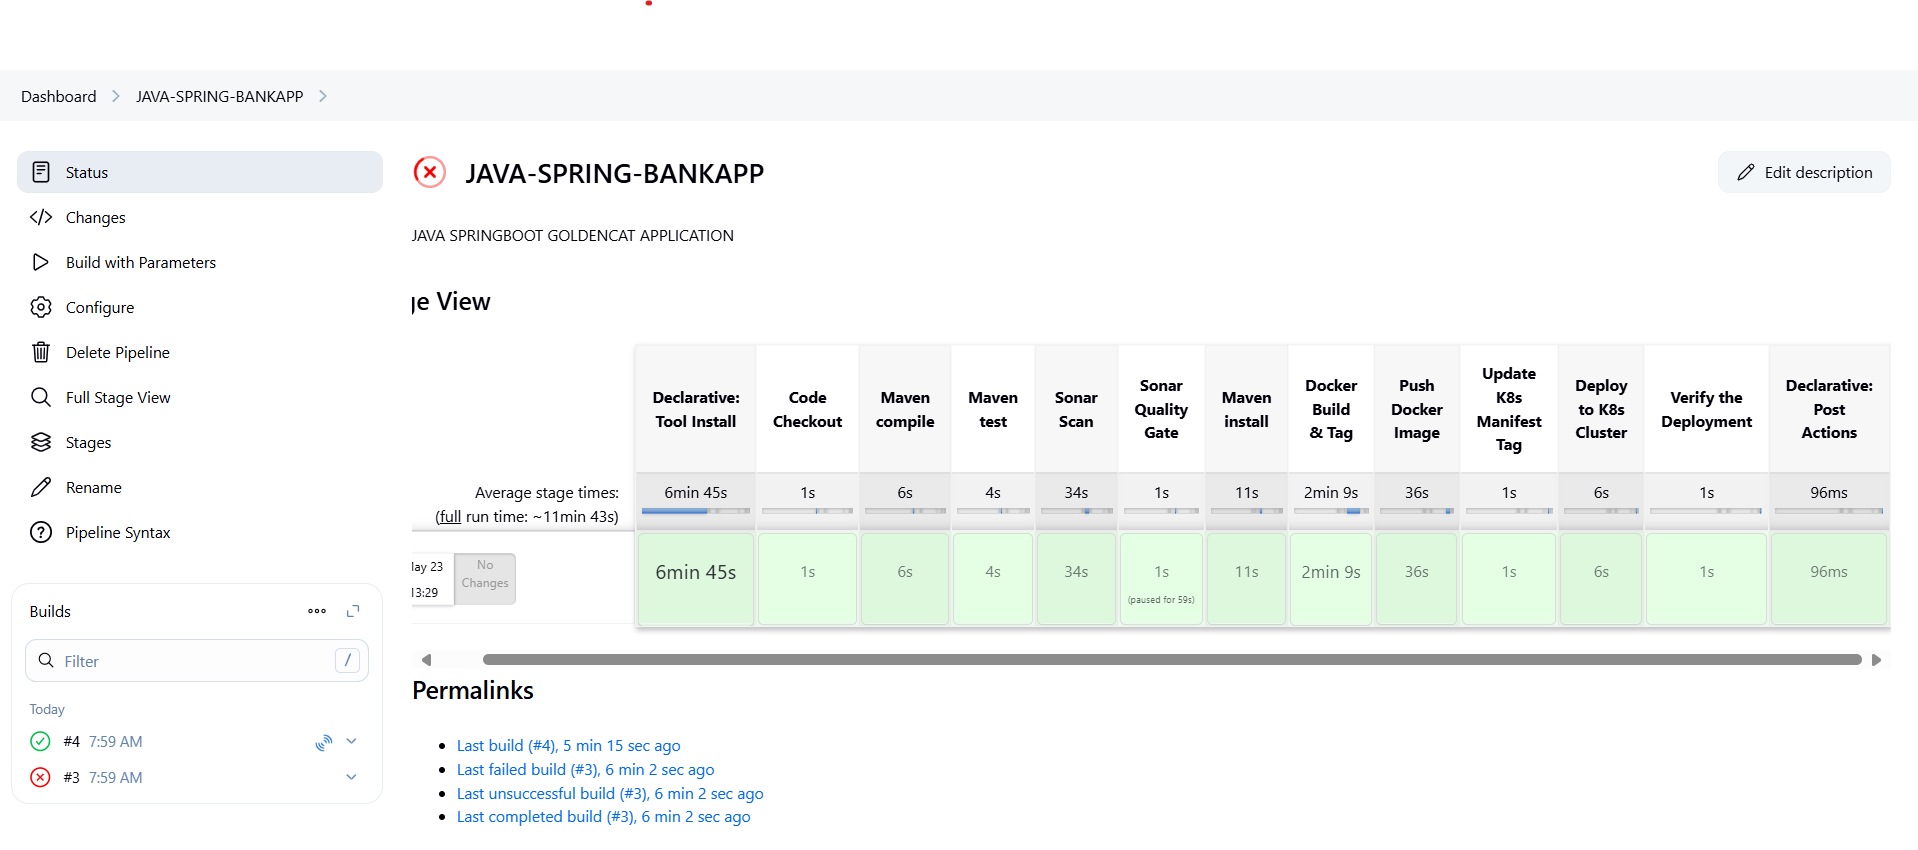 Dashboard
JAVA-SPRING-BANKAPP
Status
Changes
Build with Parameters
Configure
Delete Pipeline
Full Stage View
Stages
Rename
Pipeline Syntax
Builds
Filter
/
Today
#4 7:59 AM
#3 7:59 AM
JAVA-SPRING-BANKAPP
Edit description
JAVA SPRINGBOOT GOLDENCAT APPLICATION
ge View
Declarative:
Tool Install
Code
Checkout
Maven
compile
Maven
test
Sonar
Scan
Sonar
Quality
Gate
Maven
install
Docker
Build
& Tag
Push
Docker
Image
Update
K8s
Manifest
Tag
Deploy
to K8s
Cluster
Verify the
Deployment
Declarative:
Post
Actions
Average stage times:
(full run time: ~11min 43s)
6min 45s
1s
6s
4s
34s
1s
11s
2min 9s
36s
1s
6s
1s
96ms
May 23
13:29
No
Changes
6min 45s
1s
6s
4s
34s
1s
(paused for 59s)
11s
2min 9s
36s
1s
6s
1s
96ms
Permalinks
Last build (#4), 5 min 15 sec ago
Last failed build (#3), 6 min 2 sec ago
Last unsuccessful build (#3), 6 min 2 sec ago
Last completed build (#3), 6 min 2 sec ago